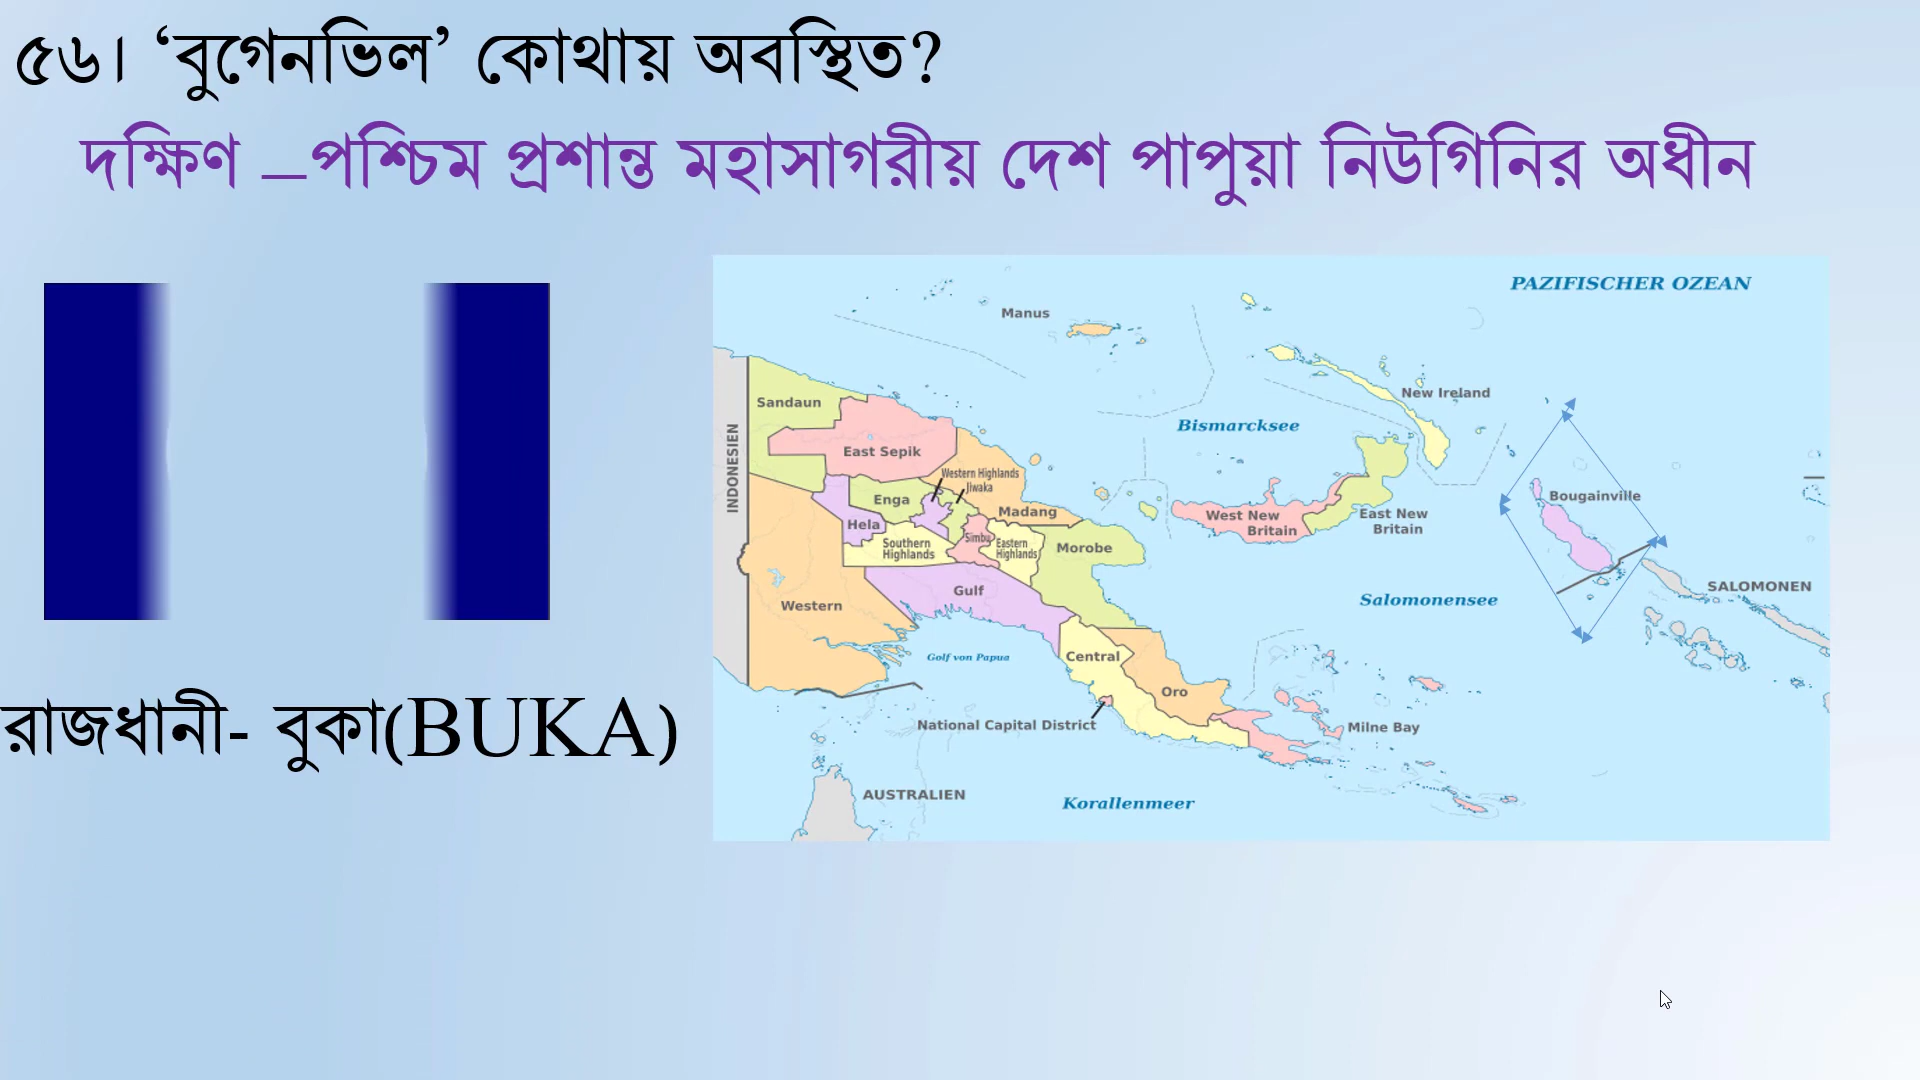 ৫৬। ‘বুগেনভিল’ কোথায় অবস্থিত?
দক্ষিণ –পশ্চিম প্রশান্ত মহাসাগরীয় দেশ পাপুয়া নিউগিনির অধীন
রাজধানী- বুকা(BUKA)
PAZIFISCHER OZEAN
Manus
New Ireland
Sandaun
Bismarcksee
INDONESIEN
East Sepik
Western Highlands
Jiwaka
Enga
Bougainville
Madang
West New
Britain
East New
Britain
Hela
Simbu
Southern
Highlands
Eastern
Highlands
Morobe
Gulf
SALOMONEN
Western
Salomonensee
Golf von Papua
Central
Oro
National Capital District
Milne Bay
AUSTRALIEN
Korallenmeer